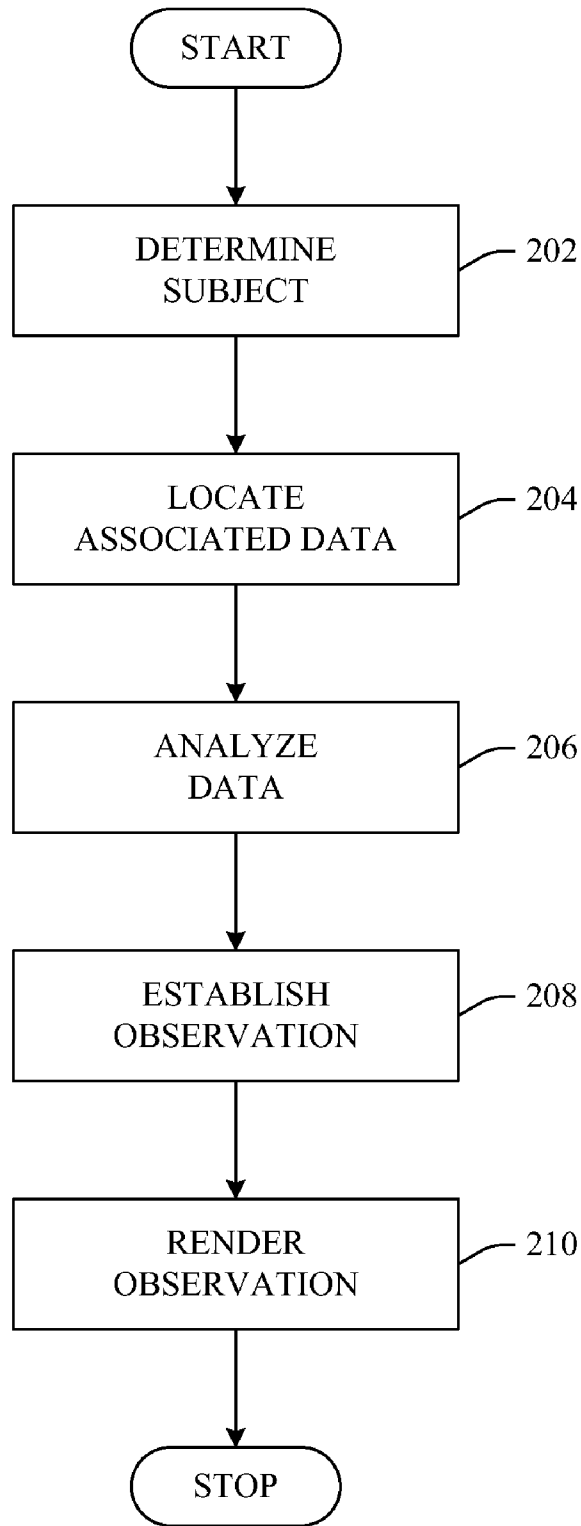 START
DETERMINE
SUBJECT
202
LOCATE
ASSOCIATED DATA
204
ANALYZE
DATA
206
ESTABLISH
OBSERVATION
208
RENDER
OBSERVATION
210
STOP